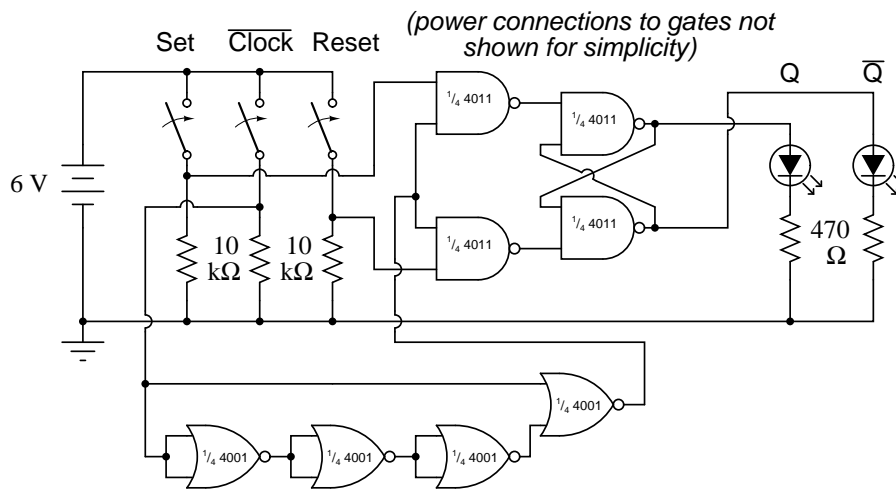 (power connections to gates not
shown for simplicity)
Set
Clock
Reset
Q
Q
¹/₄ 4011
¹/₄ 4011
¹/₄ 4011
¹/₄ 4011
6 V
10
kΩ
10
kΩ
470
Ω
¹/₄ 4001
¹/₄ 4001
¹/₄ 4001
¹/₄ 4001